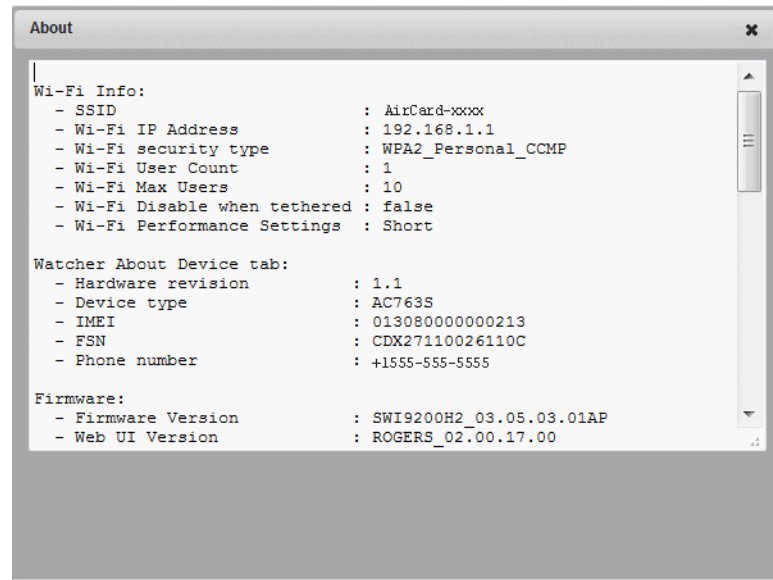 About
Wi-Fi Info:
- SSID : AirCard-xxxx
- Wi-Fi IP Address : 192.168.1.1
- Wi-Fi security type : WPA2_Personal_CCMP
- Wi-Fi User Count : 1
- Wi-Fi Max Users : 10
- Wi-Fi Disable when tethered : false
- Wi-Fi Performance Settings : Short
Watcher About Device tab:
- Hardware revision : 1.1
- Device type : AC763S
- IMEI : 013080000000213
- FSN : CDX27110026110C
- Phone number : +1555-555-5555
Firmware:
- Firmware Version : SWI9200H2_03.05.03.01AP
- Web UI Version : ROGERS_02.00.17.00